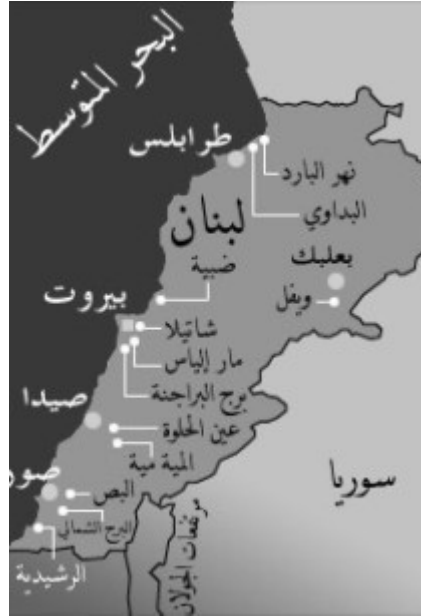 البحر المتوسط
طرابلس
نهر البارد
البداوي
لبنان
بعلبك
ضبية
ويفل
بيروت
شاتيلا
مار إلياس
برج البراجنة
صيدا
عين الحلوة
المية مية
سوريا
صور
البص
البرج الشمالي
الرشيدية
مرتفعات الجولان